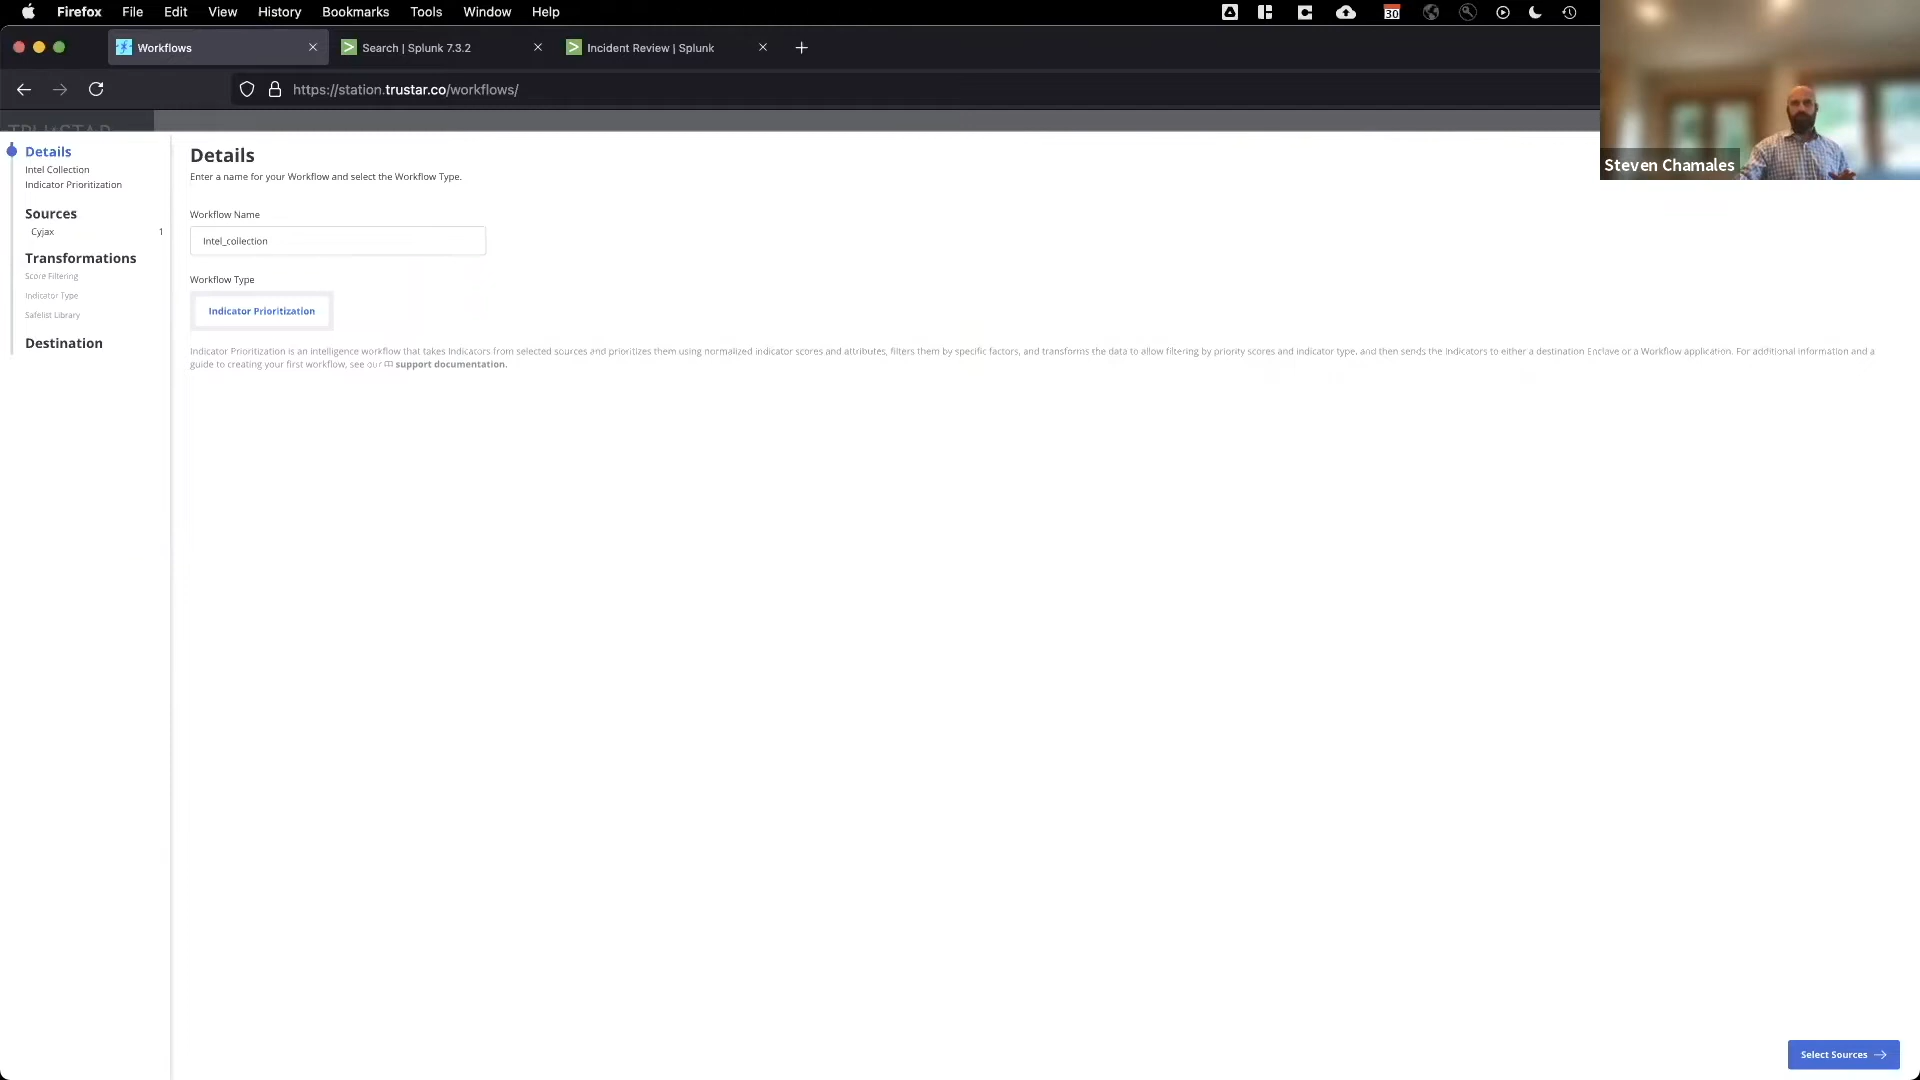 Firefox File Edit View History Bookmarks Tools Window Help
30
Workflows
Search | Splunk 7.3.2
Incident Review | Splunk
https://station.trustar.co/workflows/
Steven Chamales
Details
Intel Collection
Indicator Prioritization
Sources
Cyjax 1
Transformations
Score Filtering
Indicator Type
Safelist Library
Destination
Details
Enter a name for your Workflow and select the Workflow Type.
Workflow Name
Intel_collection
Workflow Type
Indicator Prioritization
Indicator Prioritization is an intelligence workflow that takes Indicators from selected sources and prioritizes them using normalized indicator scores and attributes, filters them by specific factors, and transforms the data to allow filtering by priority scores and indicator type, and then sends the indicators to either a destination Enclave or a Workflow application. For additional information and a
guide to creating your first workflow, see our support documentation.
Select Sources